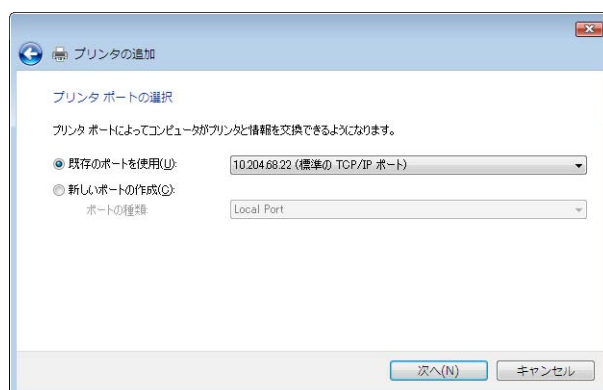 プリンタの追加
プリンタ ポートの選択
プリンタ ポートによってコンピュータがプリンタと情報を交換できるようになります。
既存のポートを使用(U): 10.204.68.22 (標準の TCP/IP ポート)
新しいポートの作成(C):
ポートの種類: Local Port
次へ(N) キャンセル